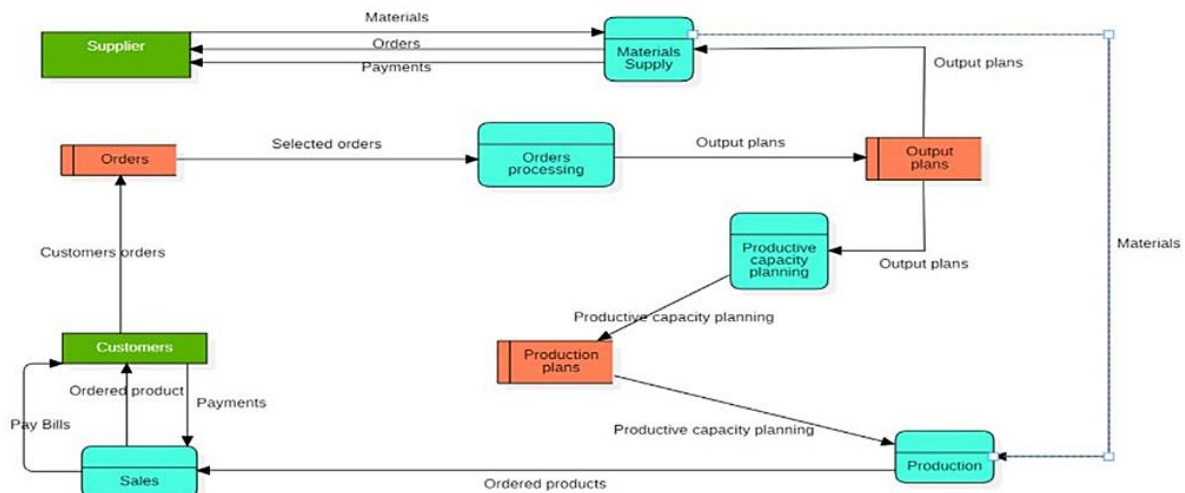 Materials
Supplier
Orders
Materials
Supply
Payments
Output plans
Selected orders
Output plans
Orders
Orders
processing
Output
plans
Customers orders
Productive
capacity
planning
Output plans
Materials
Productive capacity planning
Customers
Production
plans
Ordered product
Payments
Pay Bills
Productive capacity planning
Sales
Production
Ordered products